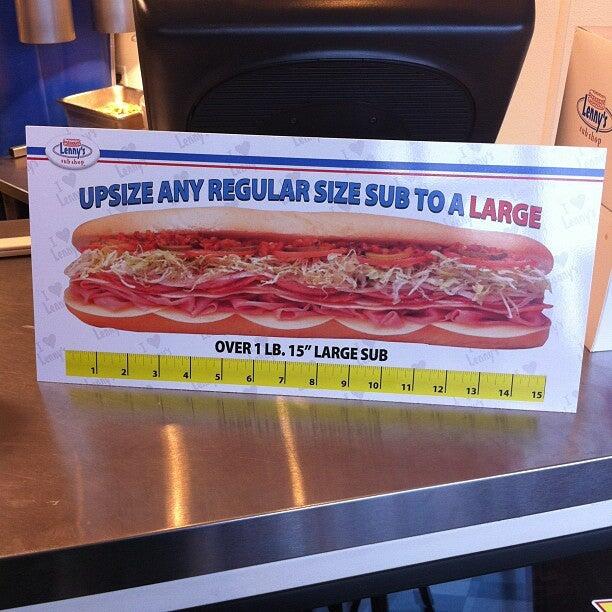 Lenny's
sub shop
UPSIZE ANY REGULAR SIZE SUB TO A LARGE
OVER 1 LB. 15" LARGE SUB
1 2 3 4 5 6 7 8 9 10 11 12 13 14 15
Lenny's
sub shop